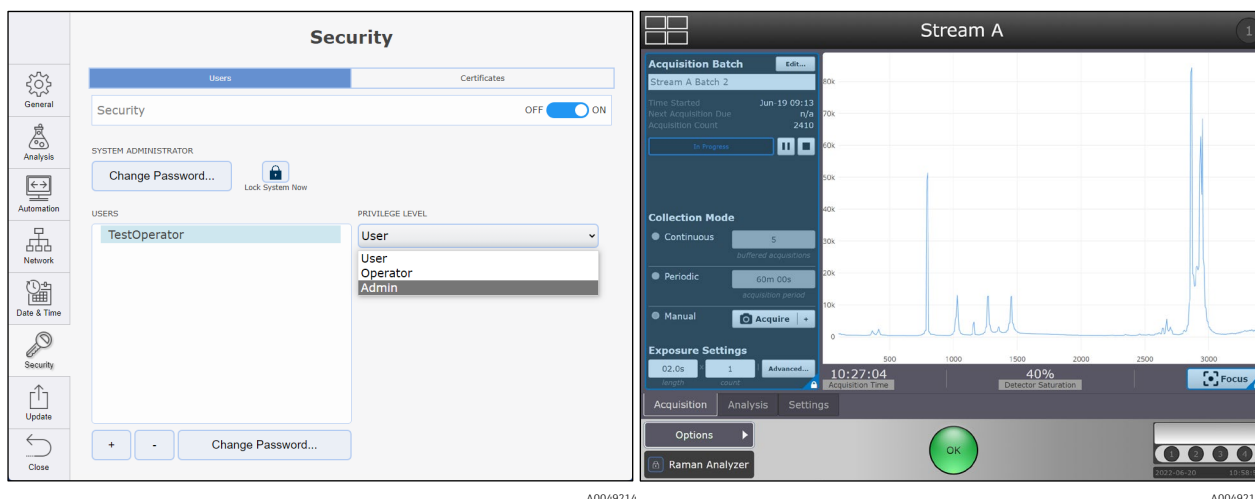 Security
General
Analysis
Automation
Network
Date & Time
Security
Update
Close
Users
Certificates
Security
OFF ON
SYSTEM ADMINISTRATOR
Change Password...
Lock System Now
USERS
TestOperator
PRIVILEGE LEVEL
User
User
Operator
Admin
+ - Change Password...
A0049214
Stream A
1
Acquisition Batch Edit...
Stream A Batch 2
Time Started Jun-19 09:13
Next Acquisition Due n/a
Acquisition Count 2410
In Progress
Collection Mode
Continuous 5
buffered acquisitions
Periodic 60m 00s
acquisition period
Manual Acquire +
Exposure Settings
02.0s × 1 Advanced...
length count
80k
70k
60k
50k
40k
30k
20k
10k
0
500 1000 1500 2000 2500 3000
10:27:04
Acquisition Time
40%
Detector Saturation
Focus
Acquisition Analysis Settings
Options
Raman Analyzer
OK
1 2 3 4
2022-06-20